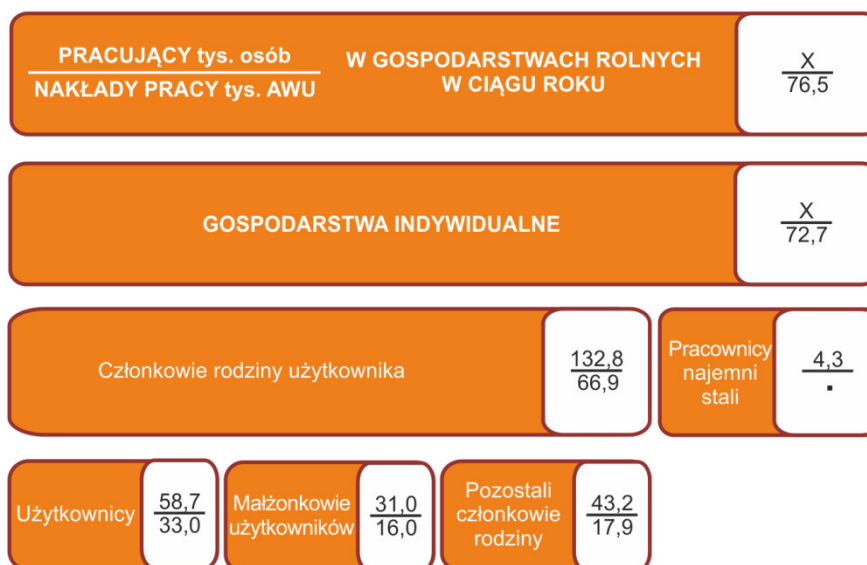 PRACUJĄCY tys. osób
NAKŁADY PRACY tys. AWU
W GOSPODARSTWACH ROLNYCH
W CIĄGU ROKU
X
76,5
GOSPODARSTWA INDYWIDUALNE
X
72,7
Członkowie rodziny użytkownika
132,8
66,9
Pracownicy
najemni
stali
4,3
.
Użytkownicy
58,7
33,0
Małżonkowie
użytkowników
31,0
16,0
Pozostali
członkowie
rodziny
43,2
17,9